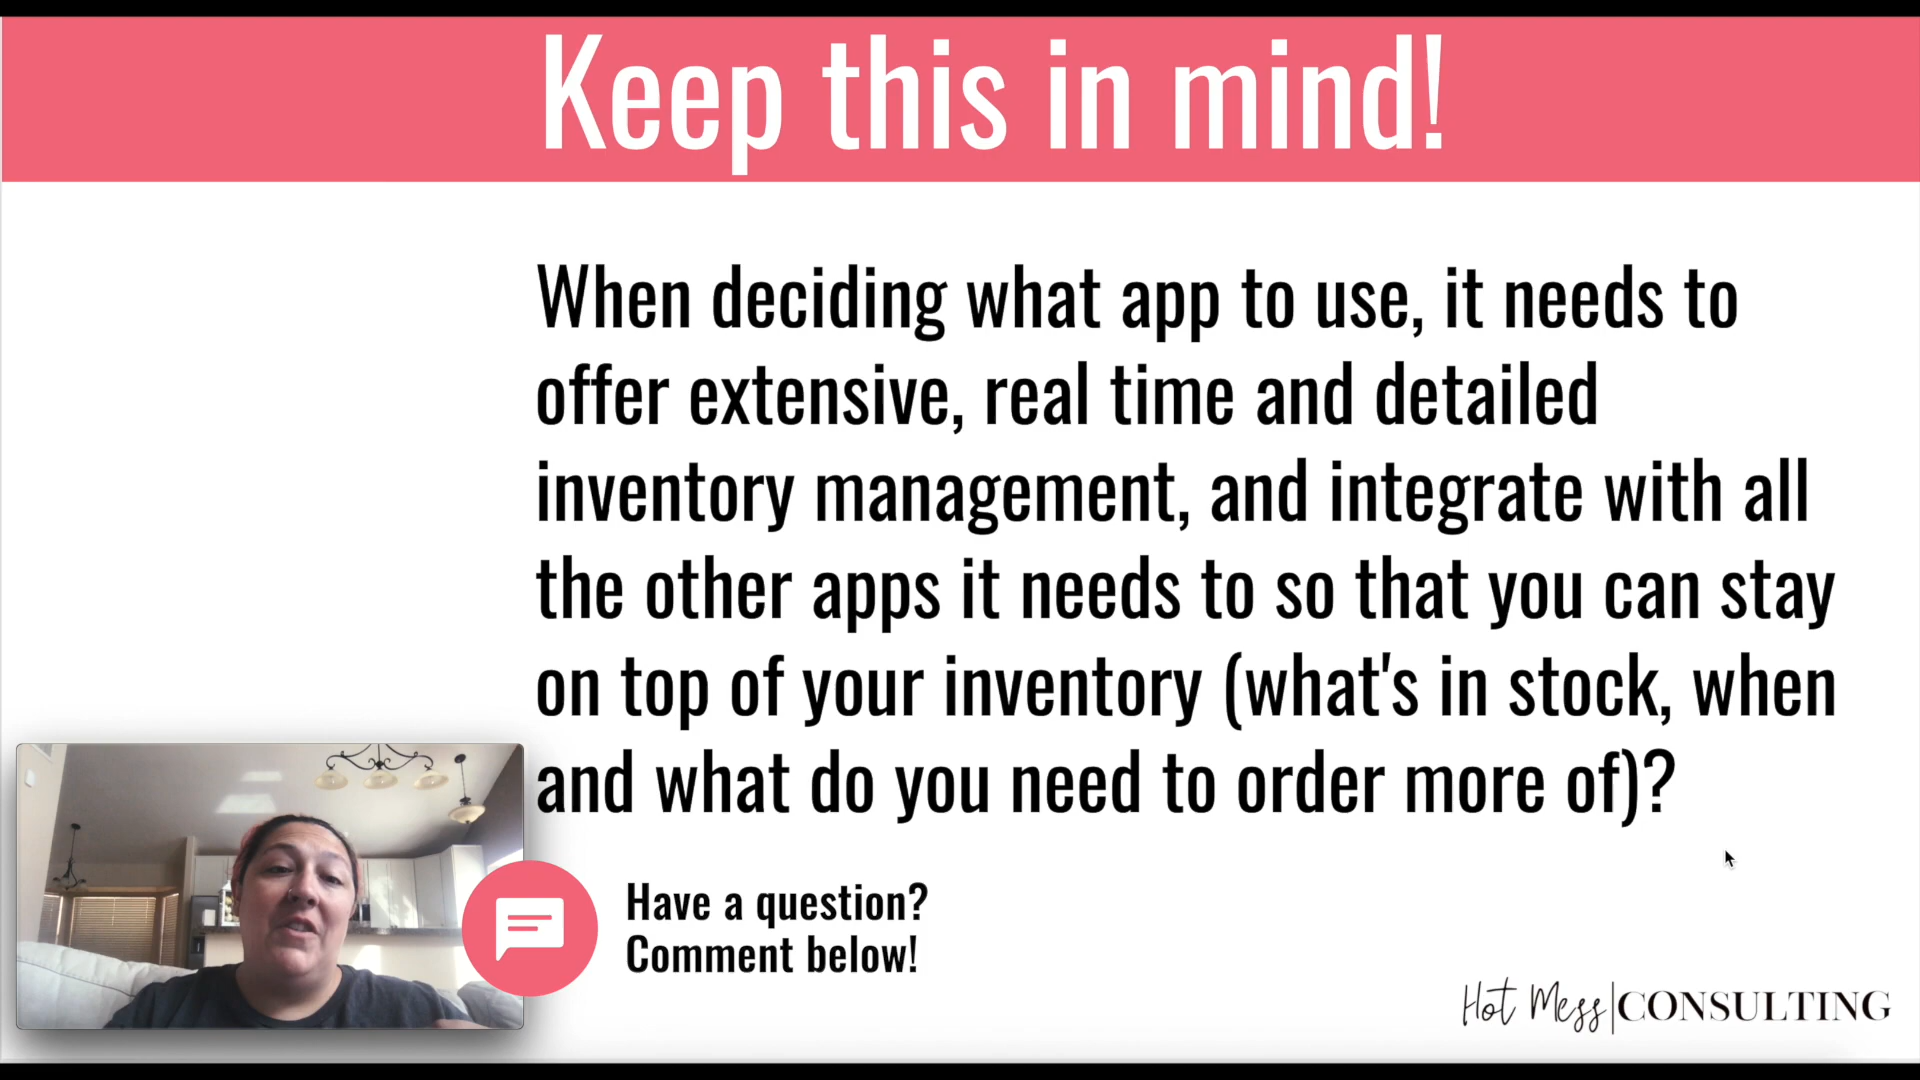 Keep this in mind!
When deciding what app to use, it needs to
offer extensive, real time and detailed
inventory management, and integrate with all
the other apps it needs to so that you can stay
on top of your inventory (what's in stock, when
and what do you need to order more of)?
Have a question?
Comment below!
Hot Mess|CONSULTING